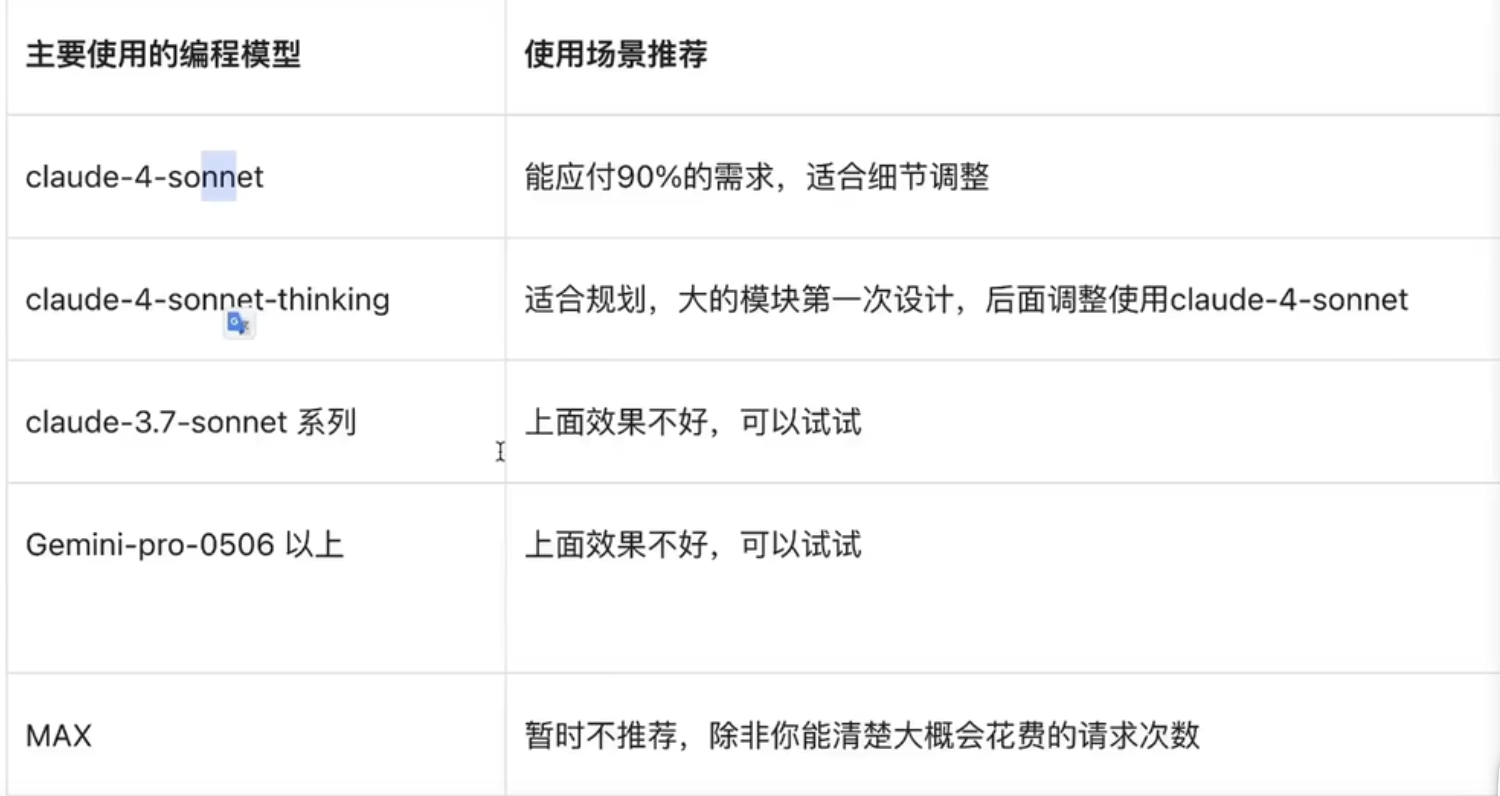 主要使用的编程模型
使用场景推荐
claude-4-sonnet
能应付90%的需求，适合细节调整
claude-4-sonnet-thinking
适合规划，大的模块第一次设计，后面调整使用claude-4-sonnet
claude-3.7-sonnet 系列
上面效果不好，可以试试
Gemini-pro-0506 以上
上面效果不好，可以试试
MAX
暂时不推荐，除非你能清楚大概会花费的请求次数